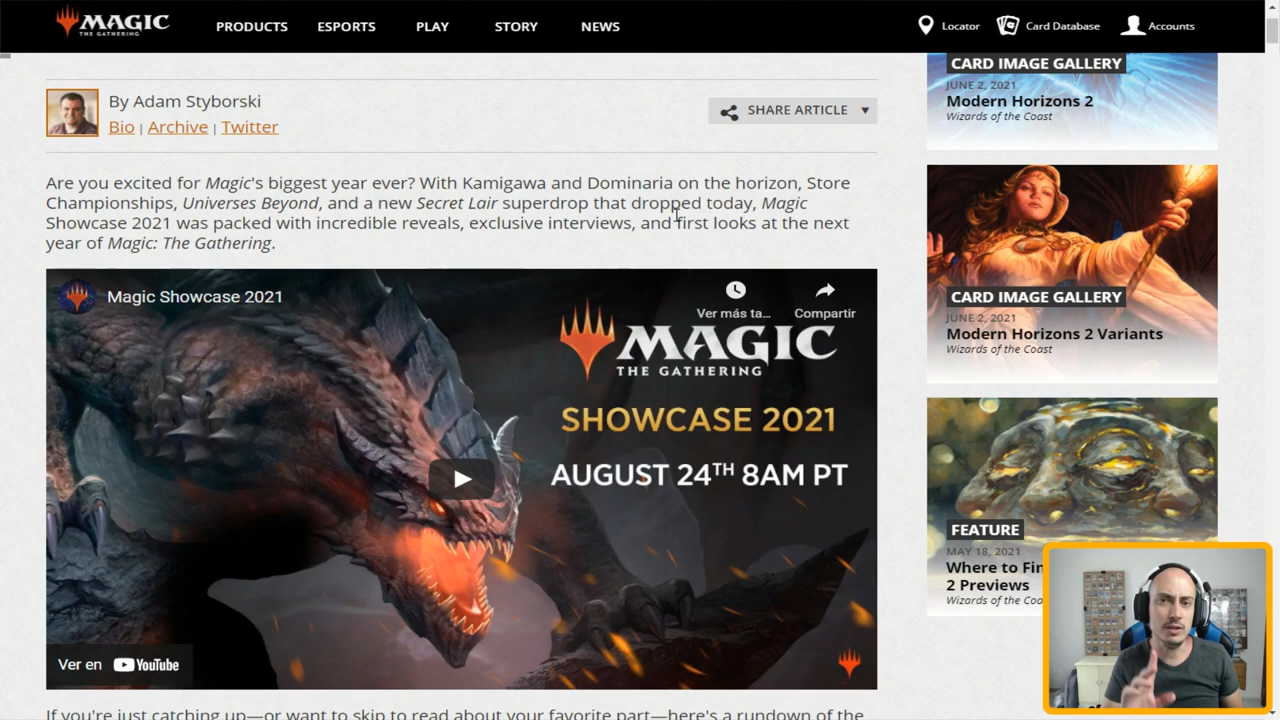 MAGIC
THE GATHERING
PRODUCTS
ESPORTS
PLAY
STORY
NEWS
Locator
Card Database
Accounts
By Adam Styborski
Bio | Archive | Twitter
SHARE ARTICLE ▼
Are you excited for Magic's biggest year ever? With Kamigawa and Dominaria on the horizon, Store
Championships, Universes Beyond, and a new Secret Lair superdrop that dropped today, Magic
Showcase 2021 was packed with incredible reveals, exclusive interviews, and first looks at the next
year of Magic: The Gathering.
Magic Showcase 2021
Ver más ta...
Compartir
MAGIC
THE GATHERING
SHOWCASE 2021
AUGUST 24TH 8AM PT
Ver en YouTube
If you're just catching up—or want to skip to read about your favorite part—here's a rundown of the
CARD IMAGE GALLERY
JUNE 2, 2021
Modern Horizons 2
Wizards of the Coast
CARD IMAGE GALLERY
JUNE 2, 2021
Modern Horizons 2 Variants
Wizards of the Coast
FEATURE
MAY 18, 2021
Where to Fin
2 Previews
Wizards of the Coa